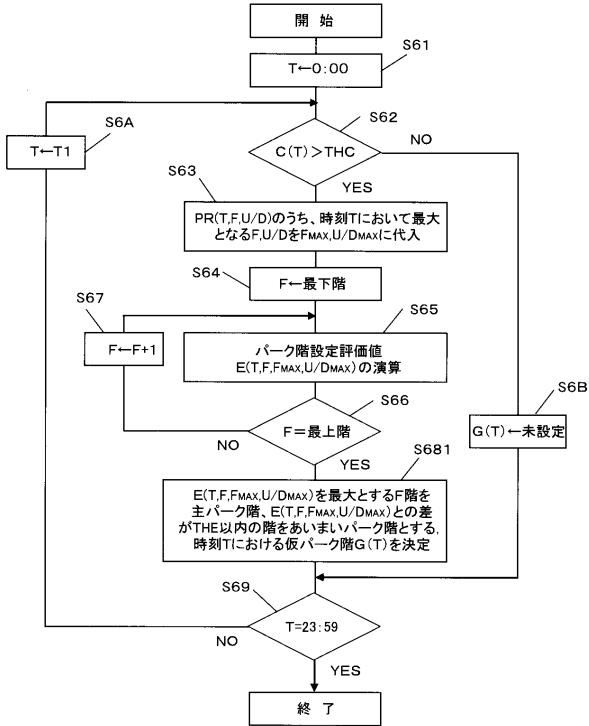 開 始
S61
T←0:00
S6A
T←T1
S62
C(T)>THC
NO
YES
S63
PR(T,F,U/D)のうち、時刻Tにおいて最大
となるF,U/DをFMAX,U/DMAXに代入
S64
F←最下階
S67
F←F+1
S65
パーク階設定評価値
E(T,F,FMAX,U/DMAX)の演算
S66
F=最上階
NO
YES
S6B
G(T)←未設定
S681
E(T,F,FMAX,U/DMAX)を最大とするF階を
主パーク階、E(T,F,FMAX,U/DMAX)との差
がTHE以内の階をあいまいパーク階とする,
時刻Tにおける仮パーク階G(T)を決定
S69
T=23:59
NO
YES
終 了